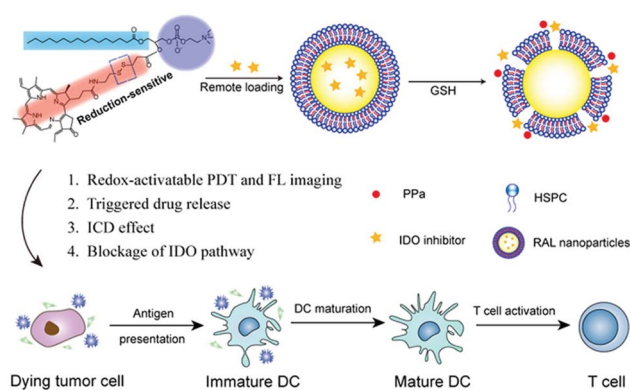 Reduction-sensitive
Remote loading
GSH
PPa
1. Redox-activatable PDT and FL imaging
2. Triggered drug release
3. ICD effect
4. Blockage of IDO pathway
PPa
HSPC
IDO inhibitor
RAL nanoparticles
Antigen
presentation
DC maturation
T cell activation
Dying tumor cell
Immature DC
Mature DC
T cell